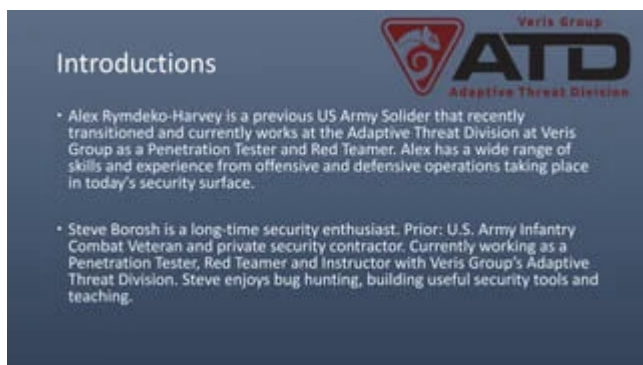 Veris Group
ATD
Adaptive Threat Division
Introductions
• Alex Rymdeko-Harvey is a previous US Army Solider that recently
transitioned and currently works at the Adaptive Threat Division at Veris
Group as a Penetration Tester and Red Teamer. Alex has a wide range of
skills and experience from offensive and defensive operations taking place
in today's security surface.
• Steve Borosh is a long-time security enthusiast. Prior: U.S. Army Infantry
Combat Veteran and private security contractor. Currently working as a
Penetration Tester, Red Teamer and Instructor with Veris Group's Adaptive
Threat Division. Steve enjoys bug hunting, building useful security tools and
teaching.